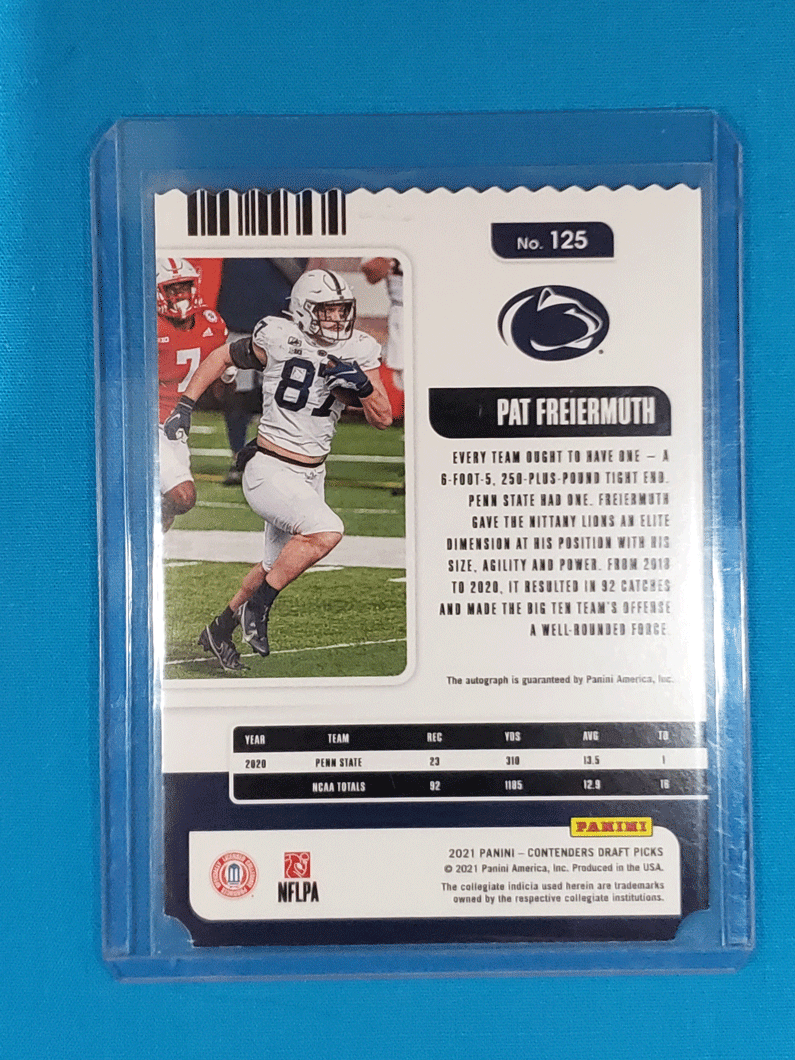 No. 125
7
87
PAT FREIERMUTH
EVERY TEAM OUGHT TO HAVE ONE – A
6-FOOT-5, 250-PLUS-POUND TIGHT END.
PENN STATE HAD ONE. FREIERMUTH
GAVE THE NITTANY LIONS AN ELITE
DIMENSION AT HIS POSITION WITH HIS
SIZE, AGILITY AND POWER. FROM 2018
TO 2020, IT RESULTED IN 92 CATCHES
AND MADE THE BIG TEN TEAM'S OFFENSE
A WELL-ROUNDED FORCE.
The autograph is guaranteed by Panini America, Inc.
YEAR TEAM REC YDS AVG TD
2020 PENN STATE 23 310 13.5 1
NCAA TOTALS 92 1185 12.9 16
PANINI
2021 PANINI – CONTENDERS DRAFT PICKS
© 2021 Panini America, Inc. Produced in the USA.
The collegiate indicia used herein are trademarks
owned by the respective collegiate institutions.
NFLPA